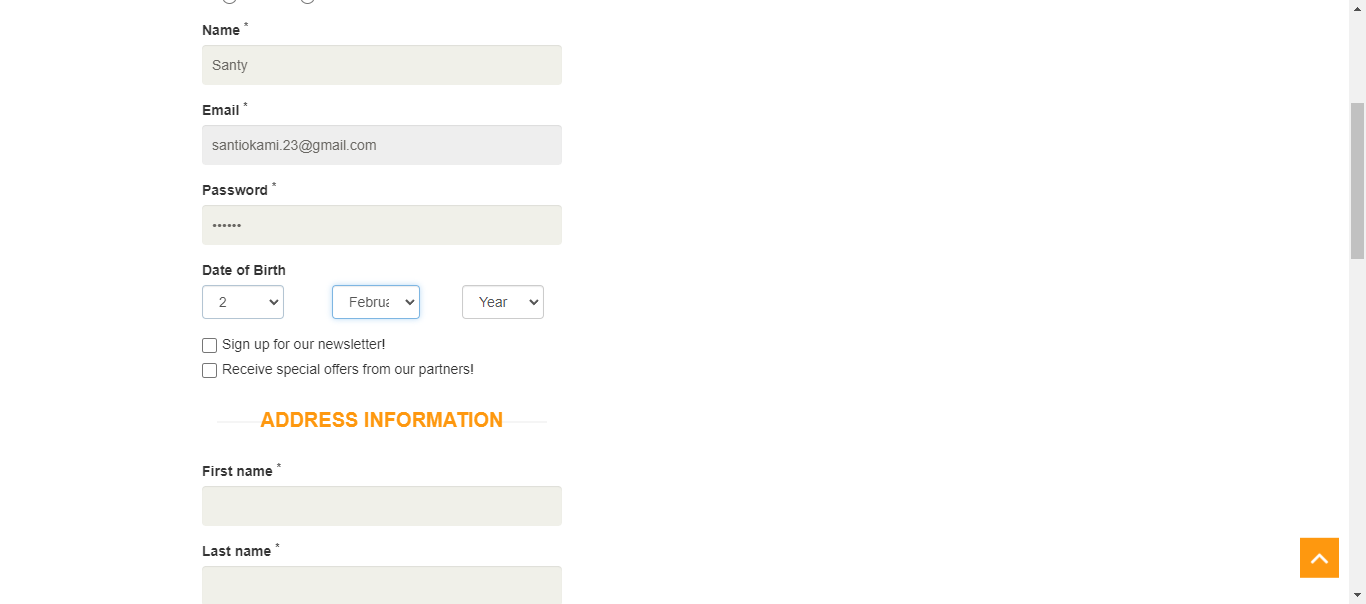 Name *
Santy
Email *
santiokami.23@gmail.com
Password *
••••••
Date of Birth
2 Februa Year
Sign up for our newsletter!
Receive special offers from our partners!
ADDRESS INFORMATION
First name *
Last name *